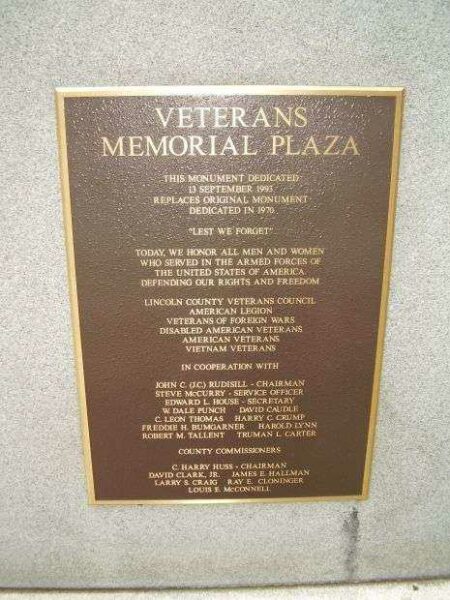 VETERANS
MEMORIAL PLAZA
THIS MONUMENT DEDICATED
13 SEPTEMBER 1993
REPLACES ORIGINAL MONUMENT
DEDICATED IN 1970
"LEST WE FORGET"
TODAY, WE HONOR ALL MEN AND WOMEN
WHO SERVED IN THE ARMED FORCES OF
THE UNITED STATES OF AMERICA
DEFENDING OUR RIGHTS AND FREEDOM
LINCOLN COUNTY VETERANS COUNCIL
AMERICAN LEGION
VETERANS OF FOREIGN WARS
DISABLED AMERICAN VETERANS
AMERICAN VETERANS
VIETNAM VETERANS
IN COOPERATION WITH
JOHN C. (J.C.) RUDISILL - CHAIRMAN
STEVE McCURRY - SERVICE OFFICER
EDWARD L. HOUSE - SECRETARY
W. DALE PUNCH DAVID CAUDLE
C. LEON THOMAS HARRY C. CRUMP
FREDDIE H. BUMGARNER HAROLD LYNN
ROBERT M. TALLENT TRUMAN L. CARTER
COUNTY COMMISSIONERS
C. HARRY HUSS - CHAIRMAN
DAVID CLARK, JR. JAMES E. HALLMAN
LARRY S. CRAIG RAY E. CLONINGER
LOUIS E. McCONNELL